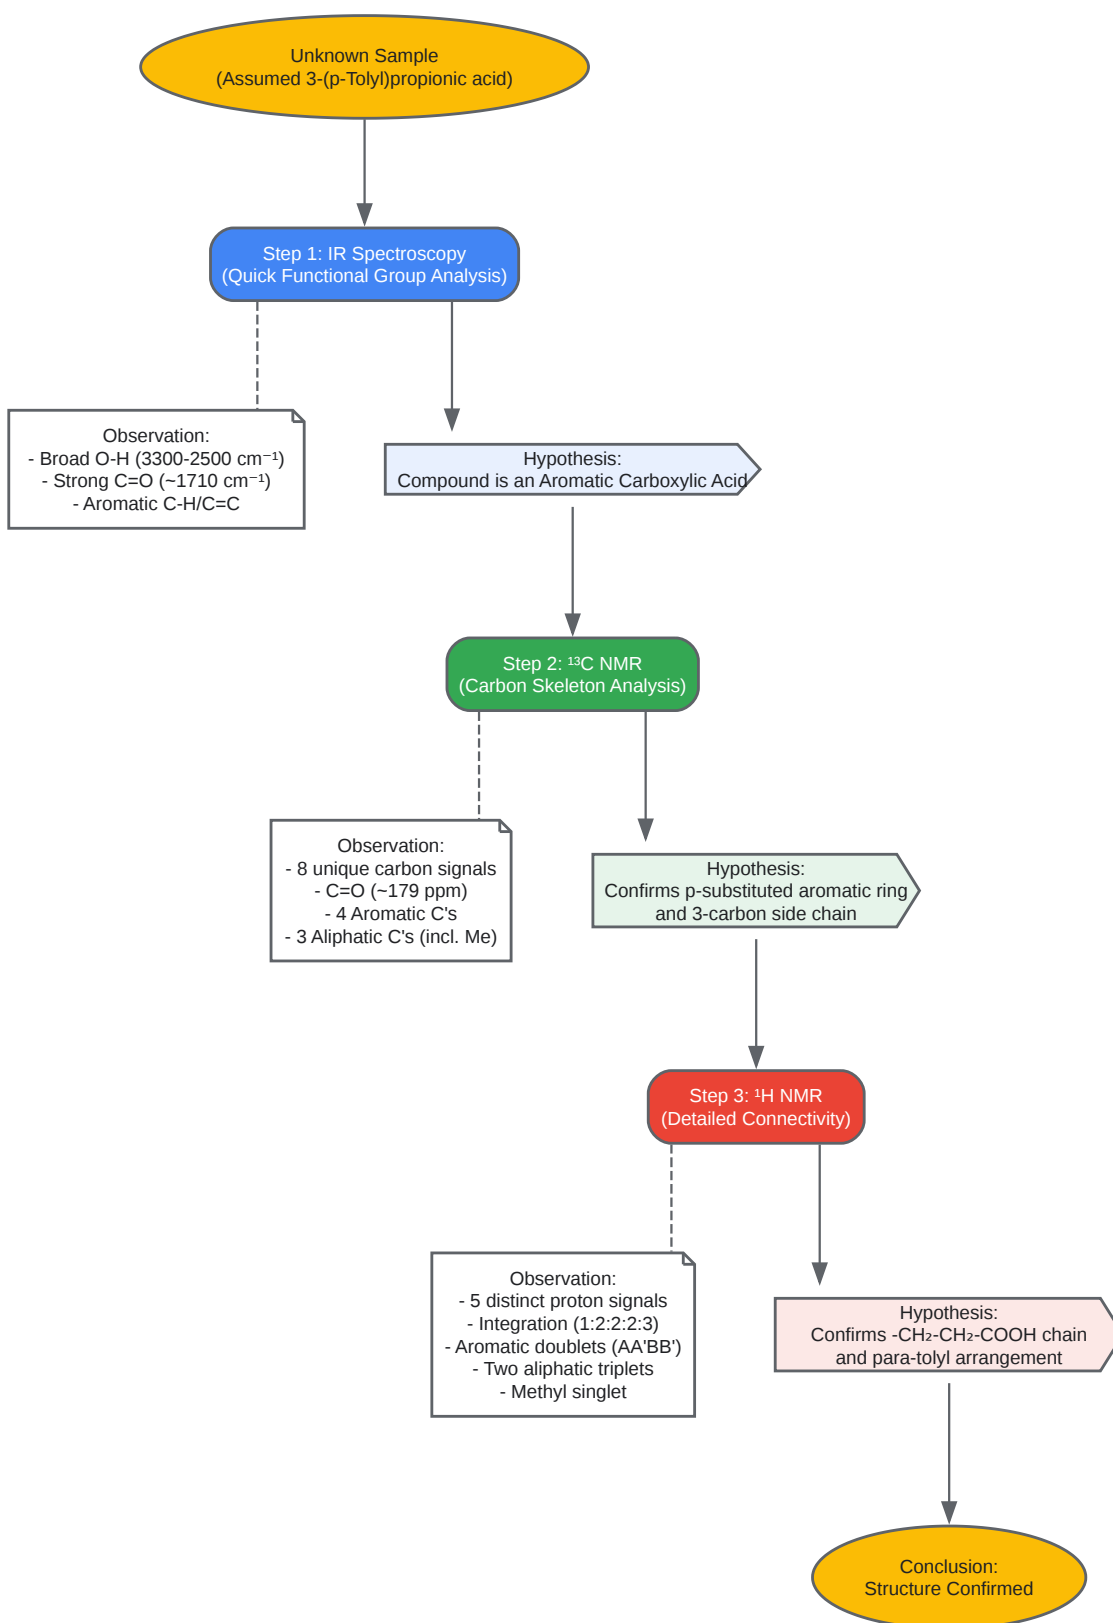 Unknown Sample
(Assumed 3-(p-Tolyl)propionic acid)
Step 1: IR Spectroscopy
(Quick Functional Group Analysis)
Observation:
- Broad O-H (3300-2500 cm⁻¹)
- Strong C=O (~1710 cm⁻¹)
- Aromatic C-H/C=C
Hypothesis:
Compound is an Aromatic Carboxylic Acid
Step 2: ¹³C NMR
(Carbon Skeleton Analysis)
Observation:
- 8 unique carbon signals
- C=O (~179 ppm)
- 4 Aromatic C's
- 3 Aliphatic C's (incl. Me)
Hypothesis:
Confirms p-substituted aromatic ring
and 3-carbon side chain
Step 3: ¹H NMR
(Detailed Connectivity)
Observation:
- 5 distinct proton signals
- Integration (1:2:2:2:3)
- Aromatic doublets (AA'BB')
- Two aliphatic triplets
- Methyl singlet
Hypothesis:
Confirms -CH₂-CH₂-COOH chain
and para-tolyl arrangement
Conclusion:
Structure Confirmed